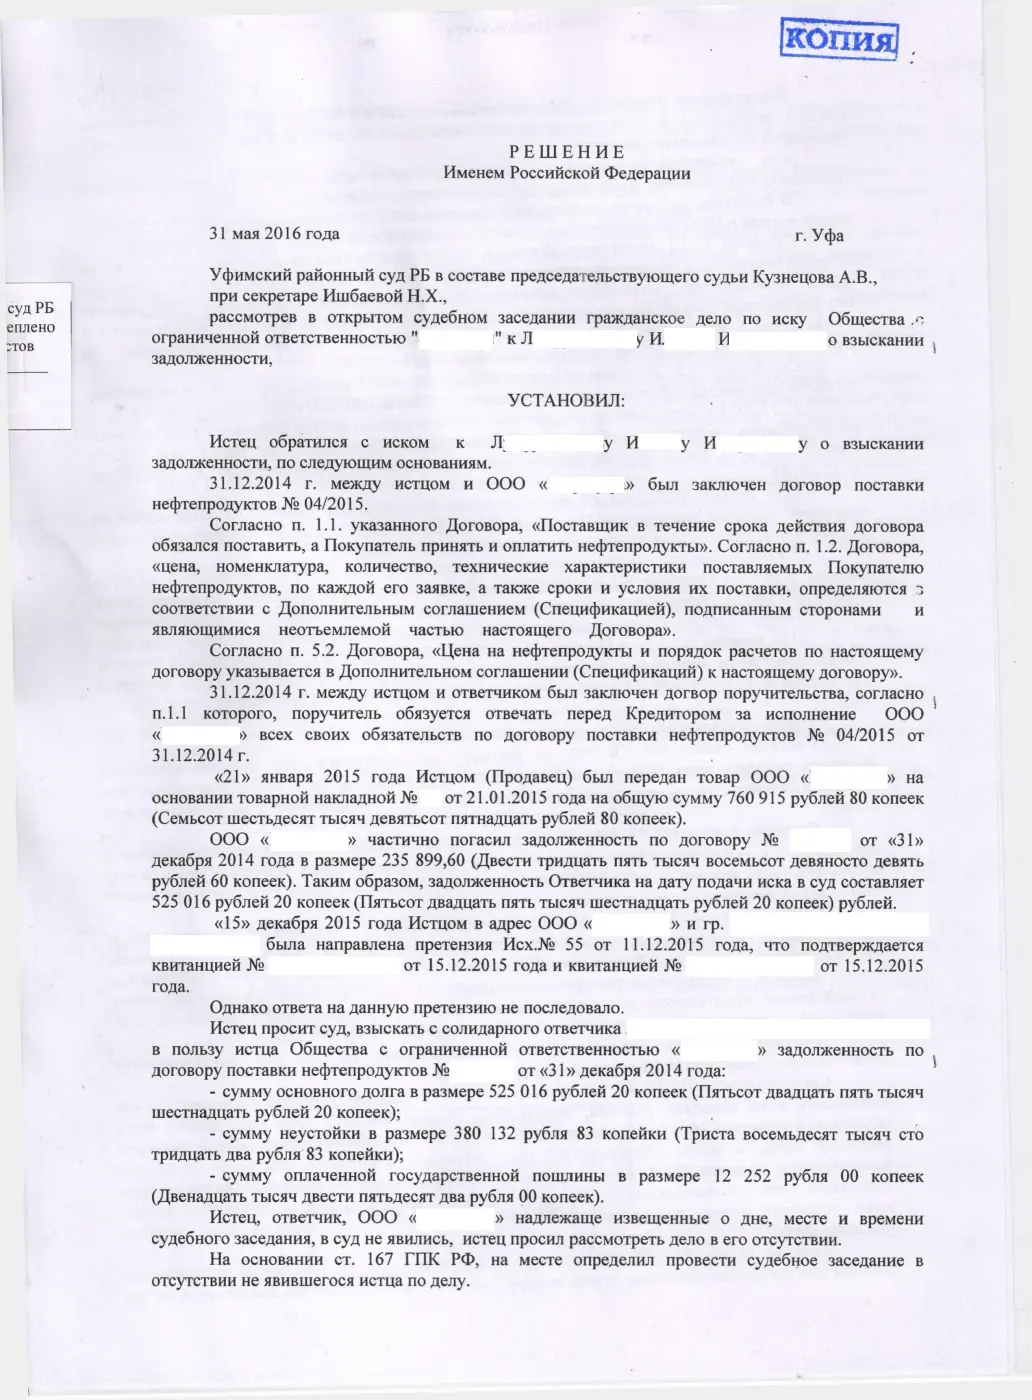 КОПИЯ
РЕШЕНИЕ
Именем Российской Федерации
31 мая 2016 года г. Уфа
Уфимский районный суд РБ в составе председательствующего судьи Кузнецова А.В.,
при секретаре Ишбаевой Н.Х.,
суд РБ
еплено
стов
рассмотрев в открытом судебном заседании гражданское дело по иску Общества с
ограниченной ответственностью " " к Л у И. И о взыскании
задолженности,
УСТАНОВИЛ:
Истец обратился с иском к Л у И у И у о взыскании
задолженности, по следующим основаниям.
31.12.2014 г. между истцом и ООО « » был заключен договор поставки
нефтепродуктов № 04/2015.
Согласно п. 1.1. указанного Договора, «Поставщик в течение срока действия договора
обязался поставить, а Покупатель принять и оплатить нефтепродукты». Согласно п. 1.2. Договора,
«цена, номенклатура, количество, технические характеристики поставляемых Покупателю
нефтепродуктов, по каждой его заявке, а также сроки и условия их поставки, определяются в
соответствии с Дополнительным соглашением (Спецификацией), подписанным сторонами и
являющимися неотъемлемой частью настоящего Договора».
Согласно п. 5.2. Договора, «Цена на нефтепродукты и порядок расчетов по настоящему
договору указывается в Дополнительном соглашении (Спецификаций) к настоящему договору».
31.12.2014 г. между истцом и ответчиком был заключен догвор поручительства, согласно
п.1.1 которого, поручитель обязуется отвечать перед Кредитором за исполнение ООО
« » всех своих обязательств по договору поставки нефтепродуктов № 04/2015 от
31.12.2014 г.
«21» января 2015 года Истцом (Продавец) был передан товар ООО « » на
основании товарной накладной № от 21.01.2015 года на общую сумму 760 915 рублей 80 копеек
(Семьсот шестьдесят тысяч девятьсот пятнадцать рублей 80 копеек).
ООО « » частично погасил задолженность по договору № от «31»
декабря 2014 года в размере 235 899,60 (Двести тридцать пять тысяч восемьсот девяносто девять
рублей 60 копеек). Таким образом, задолженность Ответчика на дату подачи иска в суд составляет
525 016 рублей 20 копеек (Пятьсот двадцать пять тысяч шестнадцать рублей 20 копеек) рублей.
«15» декабря 2015 года Истцом в адрес ООО « » и гр.
была направлена претензия Исх.№ 55 от 11.12.2015 года, что подтверждается
квитанцией № от 15.12.2015 года и квитанцией № от 15.12.2015
года.
Однако ответа на данную претензию не последовало.
Истец просит суд, взыскать с солидарного ответчика
в пользу истца Общества с ограниченной ответственностью « » задолженность по
договору поставки нефтепродуктов № от «31» декабря 2014 года:
- сумму основного долга в размере 525 016 рублей 20 копеек (Пятьсот двадцать пять тысяч
шестнадцать рублей 20 копеек);
- сумму неустойки в размере 380 132 рубля 83 копейки (Триста восемьдесят тысяч сто
тридцать два рубля 83 копейки);
- сумму оплаченной государственной пошлины в размере 12 252 рубля 00 копеек
(Двенадцать тысяч двести пятьдесят два рубля 00 копеек).
Истец, ответчик, ООО « » надлежаще извещенные о дне, месте и времени
судебного заседания, в суд не явились, истец просил рассмотреть дело в его отсутствии.
На основании ст. 167 ГПК РФ, на месте определил провести судебное заседание в
отсутствии не явившегося истца по делу.